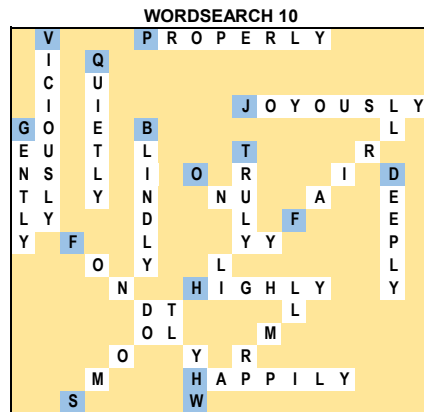 WORDSEARCH 10
V P R O P E R L Y
I Q
C U
I I J O Y O U S L Y
G O E B L
E U T L T R
N S L I O R I D
T L Y N N U A E
L Y D L F E
Y F L Y Y P
O Y L L
N H I G H L Y Y
D T L
O L M
O Y R
M H A P P I L Y
S W